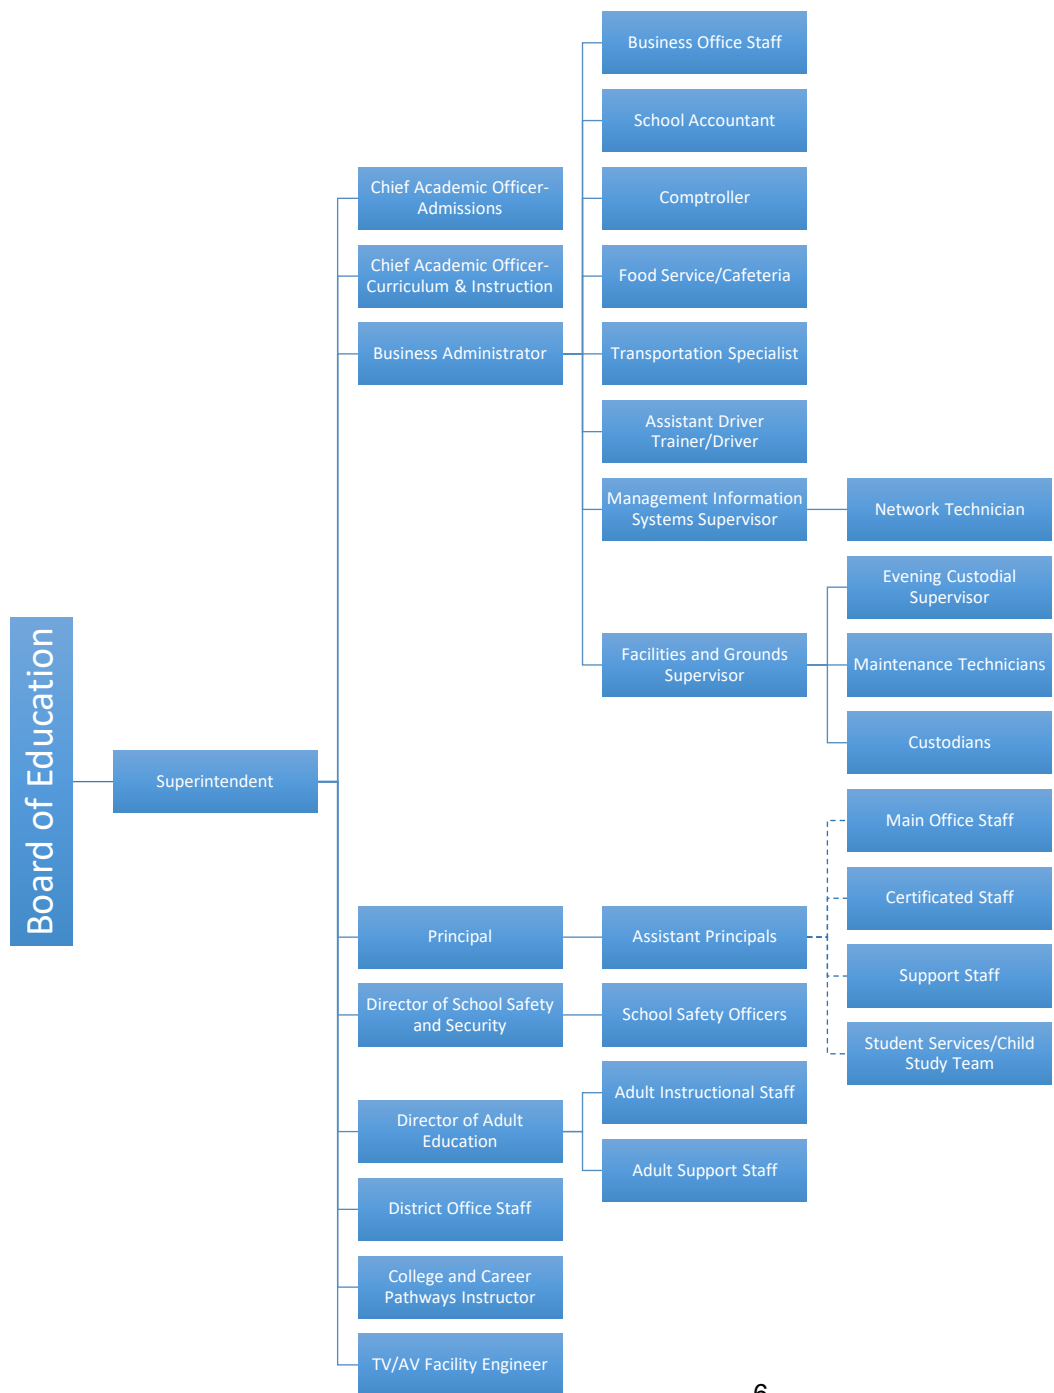 Business Office Staff
School Accountant
Chief Academic Officer-
Admissions
Comptroller
Chief Academic Officer-
Curriculum & Instruction
Food Service/Cafeteria
Business Administrator
Transportation Specialist
Assistant Driver
Trainer/Driver
Management Information
Systems Supervisor
Network Technician
Evening Custodial
Supervisor
Board of Education
Facilities and Grounds
Supervisor
Maintenance Technicians
Custodians
Superintendent
Main Office Staff
Certificated Staff
Principal
Assistant Principals
Support Staff
Director of School Safety
and Security
School Safety Officers
Student Services/Child
Study Team
Adult Instructional Staff
Director of Adult
Education
Adult Support Staff
District Office Staff
College and Career
Pathways Instructor
TV/AV Facility Engineer
6